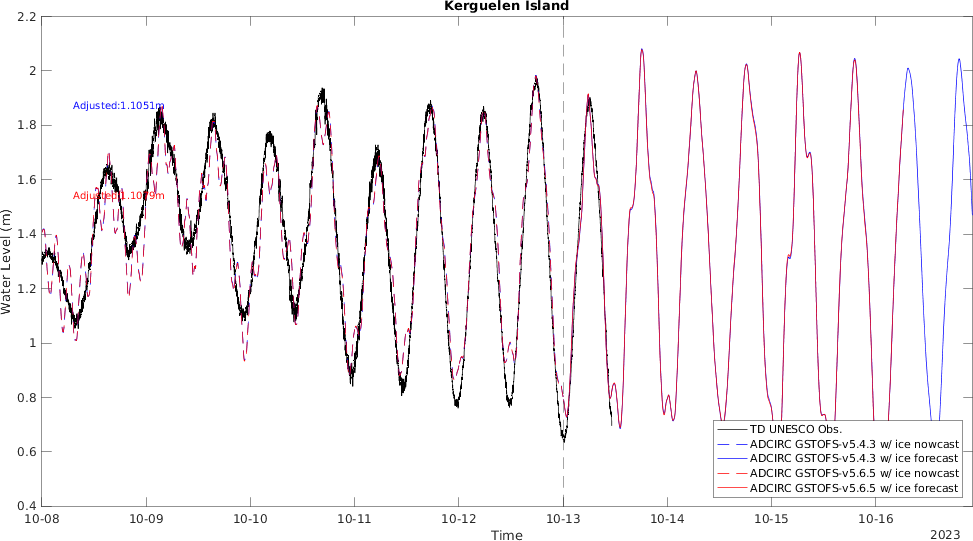 Kerguelen Island
2.2
2
1.8
1.6
1.4
1.2
1
0.8
0.6
0.4
Water Level (m)
Adjusted:1.1051m
Adjusted:1.1079m
TD UNESCO Obs.
ADCIRC GSTOFS-v5.4.3 w/ ice nowcast
ADCIRC GSTOFS-v5.4.3 w/ ice forecast
ADCIRC GSTOFS-v5.6.5 w/ ice nowcast
ADCIRC GSTOFS-v5.6.5 w/ ice forecast
10-08 10-09 10-10 10-11 10-12 10-13 10-14 10-15 10-16
Time
2023